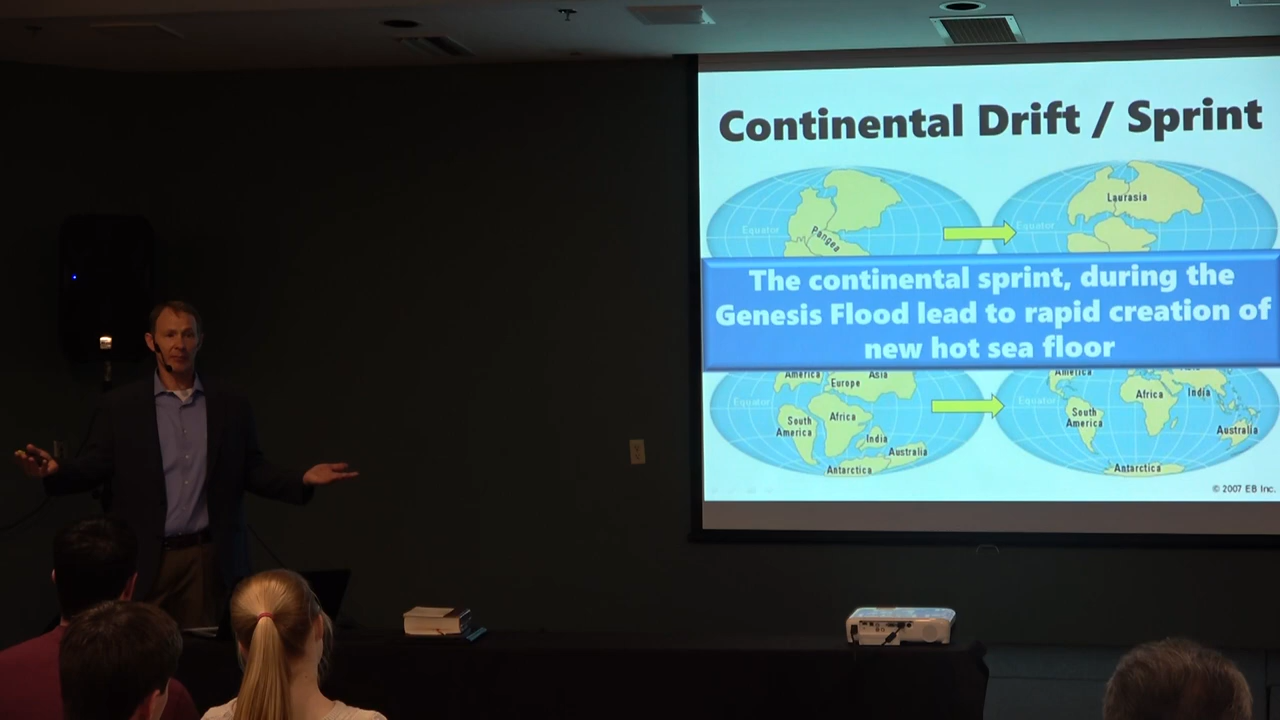 Continental Drift / Sprint
Equator
Pangea
Equator
Laurasia
The continental sprint, during the
Genesis Flood lead to rapid creation of
new hot sea floor
America
Europe
Asia
Equator
South
America
Africa
India
Australia
Antarctica
America
Equator
Africa
India
South
America
Australia
Antarctica
© 2007 EB Inc.